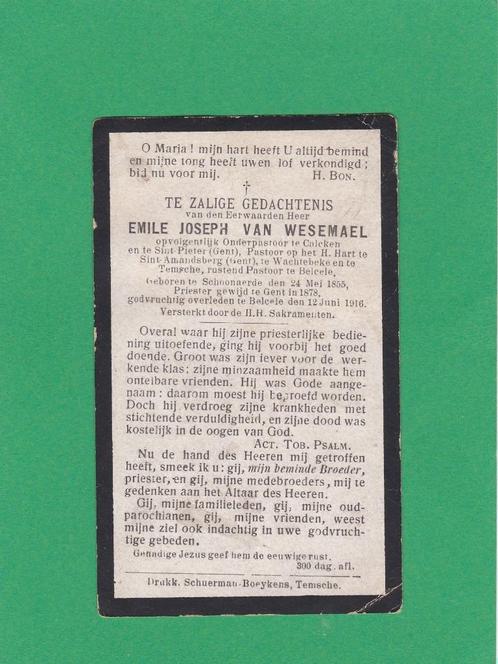 O Maria ! mijn hart heeft U altijd bemind
en mijne tong heeft uwen lof verkondigd ;
bid nu voor mij. H. Bon.
†
TE ZALIGE GEDACHTENIS
van den Eerwaarden Heer
EMILE JOSEPH VAN WESEMAEL
opvolgentlijk Onderpastoor te Calcken
en te Sint-Pieter (Gent), Pastoor op het H. Hart te
Sint-Amandsberg (Gent), te Wachtebeke en te
Temsche, rustend Pastoor te Belcele,
Geboren te Schoonaerde den 24 Mei 1855,
Priester gewijd te Gent in 1878,
godvruchtig overleden te Belcele den 12 Juni 1916.
Versterkt door de H.H. Sakramenten.
Overal waar hij zijne priesterlijke bedie-
ning uitoefende, ging hij voorbij het goed
doende. Groot was zijn iever voor de wer-
kende klas; zijne minzaamheid maakte hem
ontelbare vrienden. Hij was Gode aange-
naam : daarom moest hij beproefd worden.
Doch hij verdroeg zijne krankheden met
stichtende verduldigheid, en zijne dood was
kostelijk in de oogen van God.
Act. Tob. Psalm.
Nu de hand des Heeren mij getroffen
heeft, smeek ik u : gij, mijn beminde Broeder,
priester, en gij, mijne medebroeders, mij te
gedenken aan het Altaar des Heeren.
Gij, mijne familieleden, gij, mijne oud-
parochianen, gij, mijne vrienden, weest
mijne ziel ook indachtig in uwe godvruch-
tige gebeden.
Genadige Jezus geef hem de eeuwige rust.
300 dag. afl.
Drukk. Schuerman-Boeykens, Temsche.